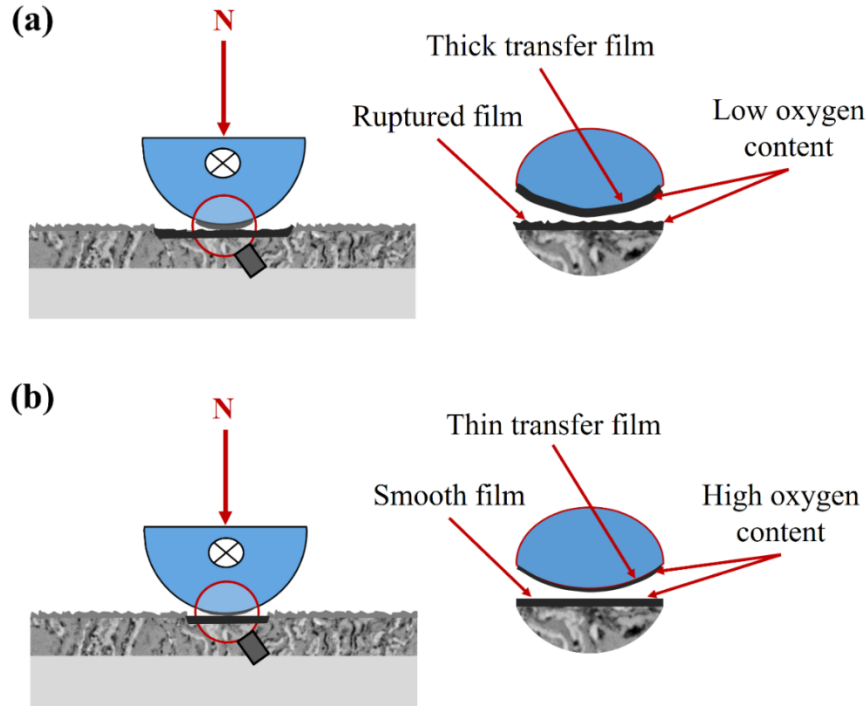 (a)
N
Thick transfer film
Ruptured film
Low oxygen
content
(b)
N
Thin transfer film
Smooth film
High oxygen
content